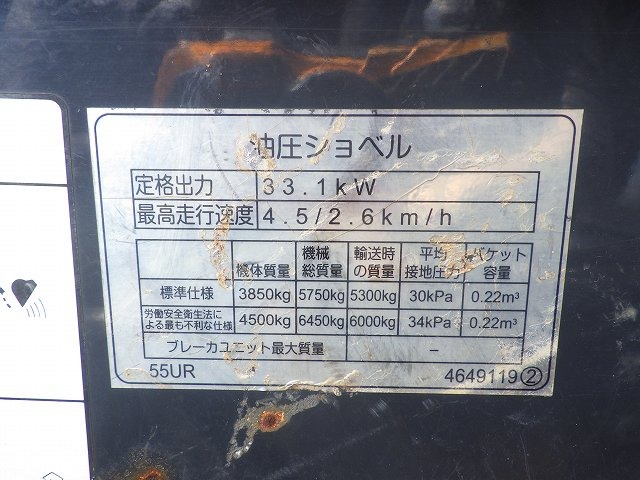 油圧ショベル
定格出力 33.1kW
最高走行速度 4.5/2.6km/h
機体質量 機械総質量 輸送時の質量 平均接地圧力 バケット容量
標準仕様 3850kg 5750kg 5300kg 30kPa 0.22m³
労働安全衛生法による最も不利な仕様 4500kg 6450kg 6000kg 34kPa 0.22m³
ブレーカユニット最大質量 −
55UR 4649119②